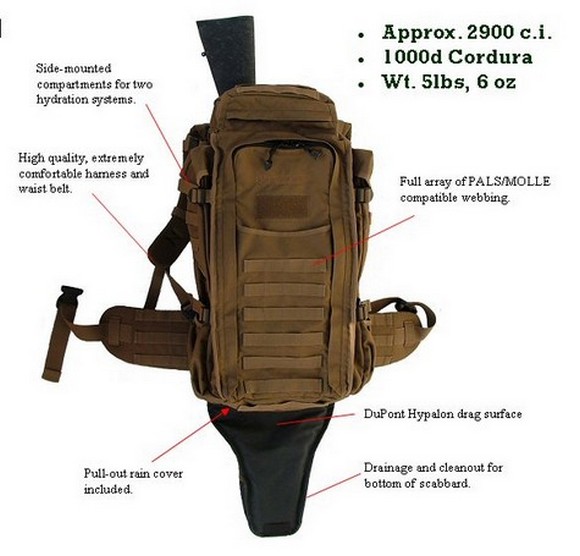 • Approx. 2900 c.i.
• 1000d Cordura
• Wt. 5lbs, 6 oz
Side-mounted
compartments for two
hydration systems.
High quality, extremely
comfortable harness and
waist belt.
Full array of PALS/MOLLE
compatible webbing.
DuPont Hypalon drag surface
Pull-out rain cover
included.
Drainage and cleanout for
bottom of scabbard.